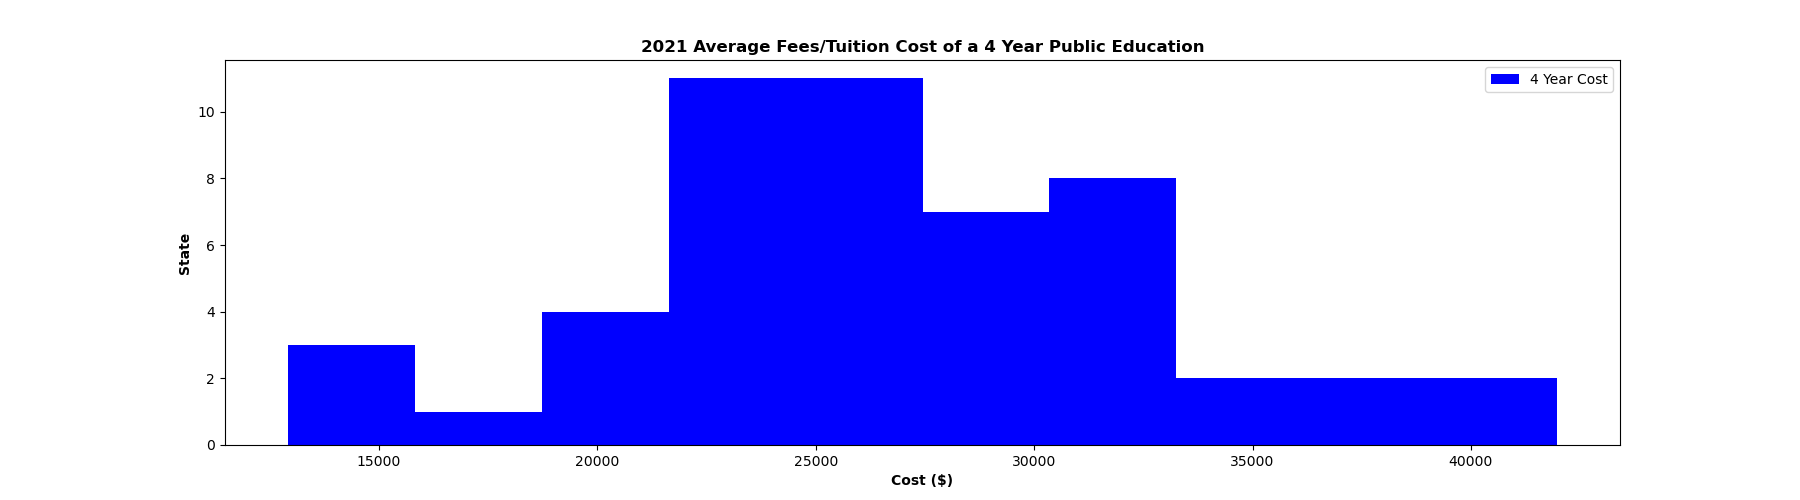 2021 Average Fees/Tuition Cost of a 4 Year Public Education
4 Year Cost
10
8
6
4
2
0
State
15000 20000 25000 30000 35000 40000
Cost ($)